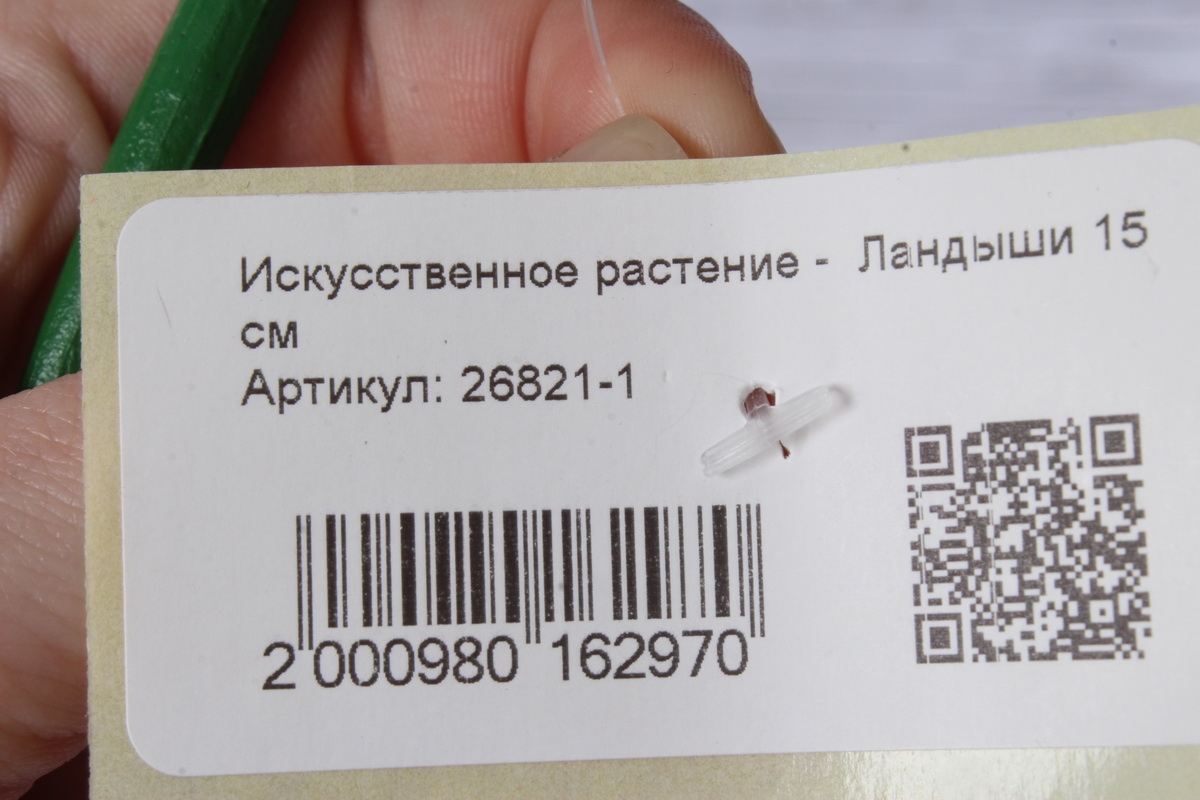 Искусственное растение - Ландыши 15
см
Артикул: 26821-1
2 000980 162970